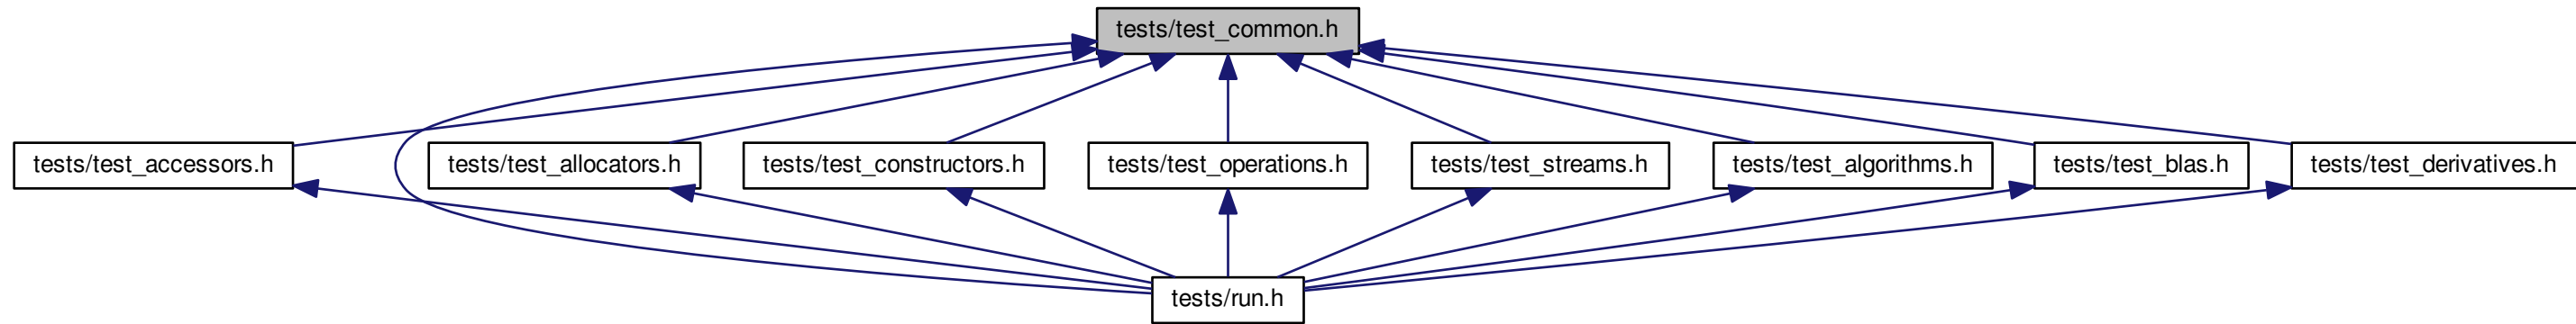 tests/test_common.h
tests/test_accessors.h
tests/test_allocators.h
tests/test_constructors.h
tests/test_operations.h
tests/test_streams.h
tests/test_algorithms.h
tests/test_blas.h
tests/test_derivatives.h
tests/run.h